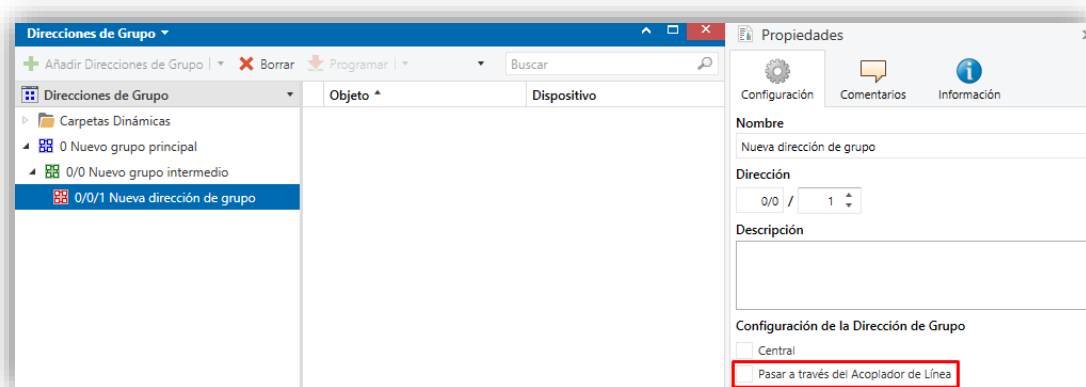 Direcciones de Grupo
Añadir Direcciones de Grupo
Borrar
Programar
Buscar
Direcciones de Grupo
Objeto
Dispositivo
Carpetas Dinámicas
0 Nuevo grupo principal
0/0 Nuevo grupo intermedio
0/0/1 Nueva dirección de grupo
Propiedades
Configuración
Comentarios
Información
Nombre
Nueva dirección de grupo
Dirección
0/0 / 1
Descripción
Configuración de la Dirección de Grupo
Central
Pasar a través del Acoplador de Línea